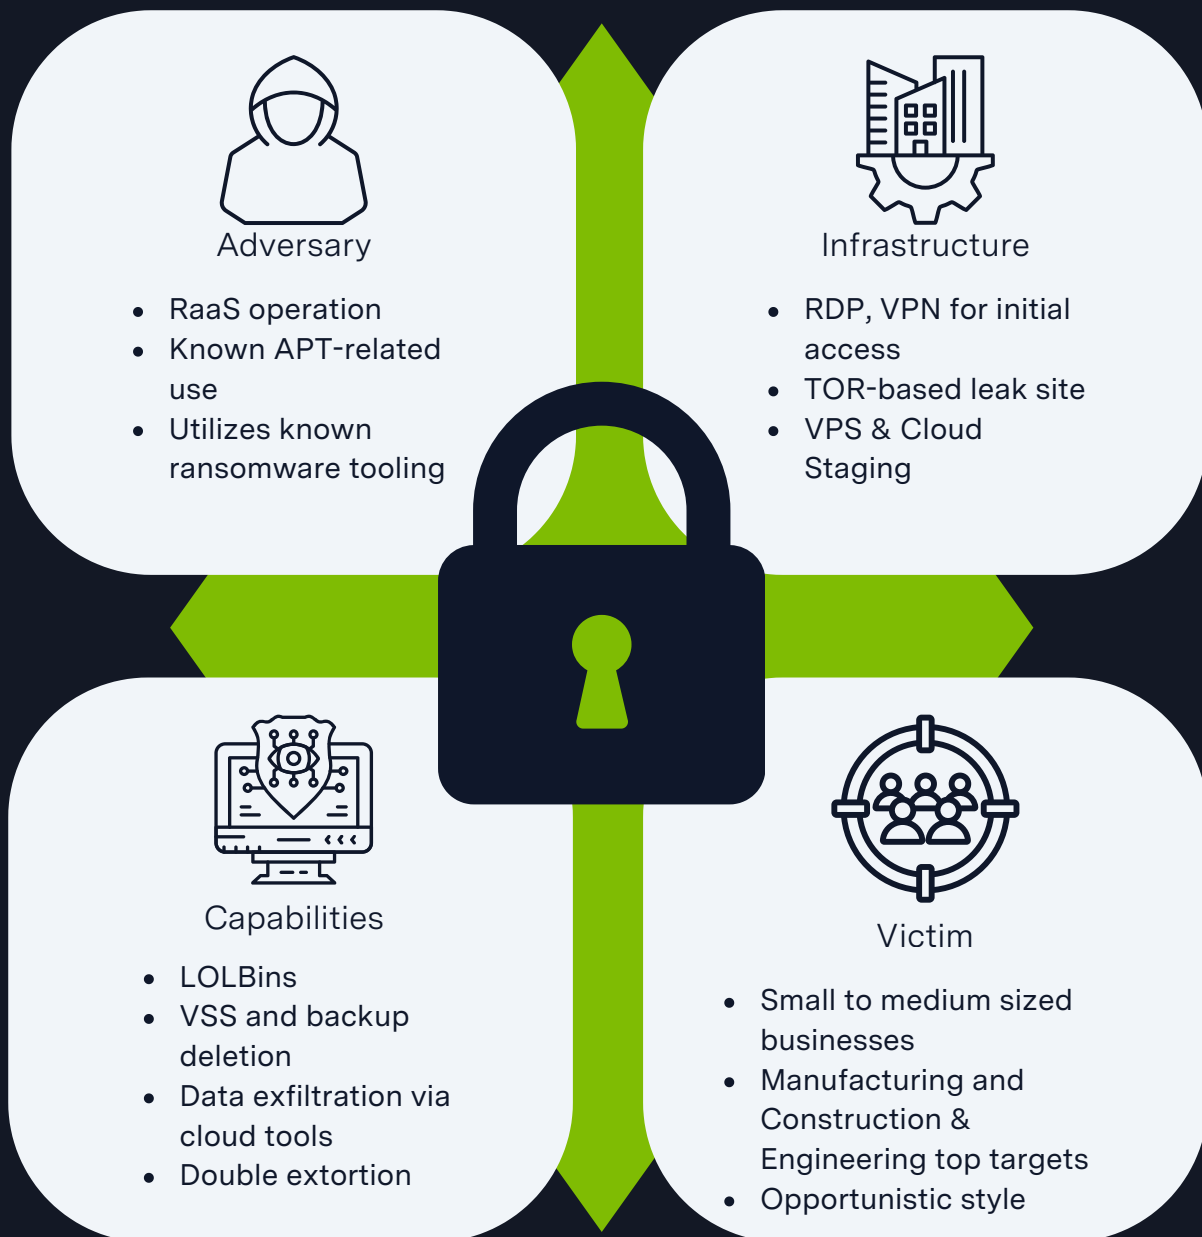 Adversary
• RaaS operation
• Known APT-related
use
• Utilizes known
ransomware tooling
Infrastructure
• RDP, VPN for initial
access
• TOR-based leak site
• VPS & Cloud
Staging
Capabilities
• LOLBins
• VSS and backup
deletion
• Data exfiltration via
cloud tools
• Double extortion
Victim
• Small to medium sized
businesses
• Manufacturing and
Construction &
Engineering top targets
• Opportunistic style